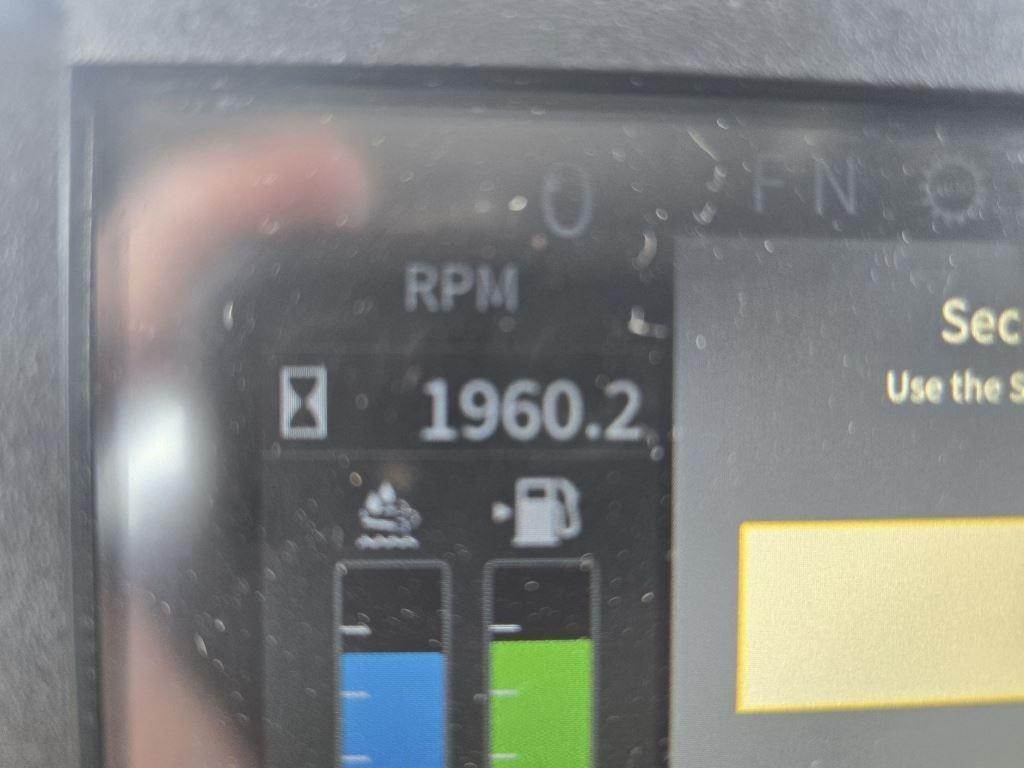 0
F N
RPM
Sec
1960.2
Use the S